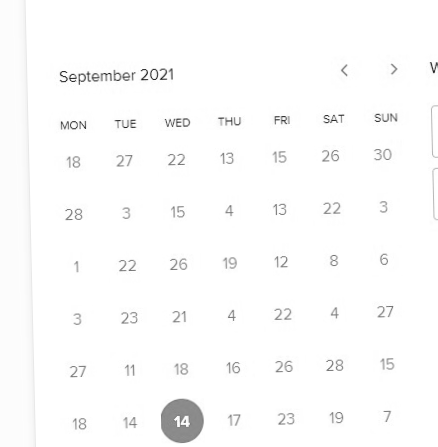 September 2021 < > W
MON TUE WED THU FRI SAT SUN
18 27 22 13 15 26 30
28 3 15 4 13 22 3
1 22 26 19 12 8 6
3 23 21 4 22 4 27
27 11 18 16 26 28 15
18 14 14 17 23 19 7